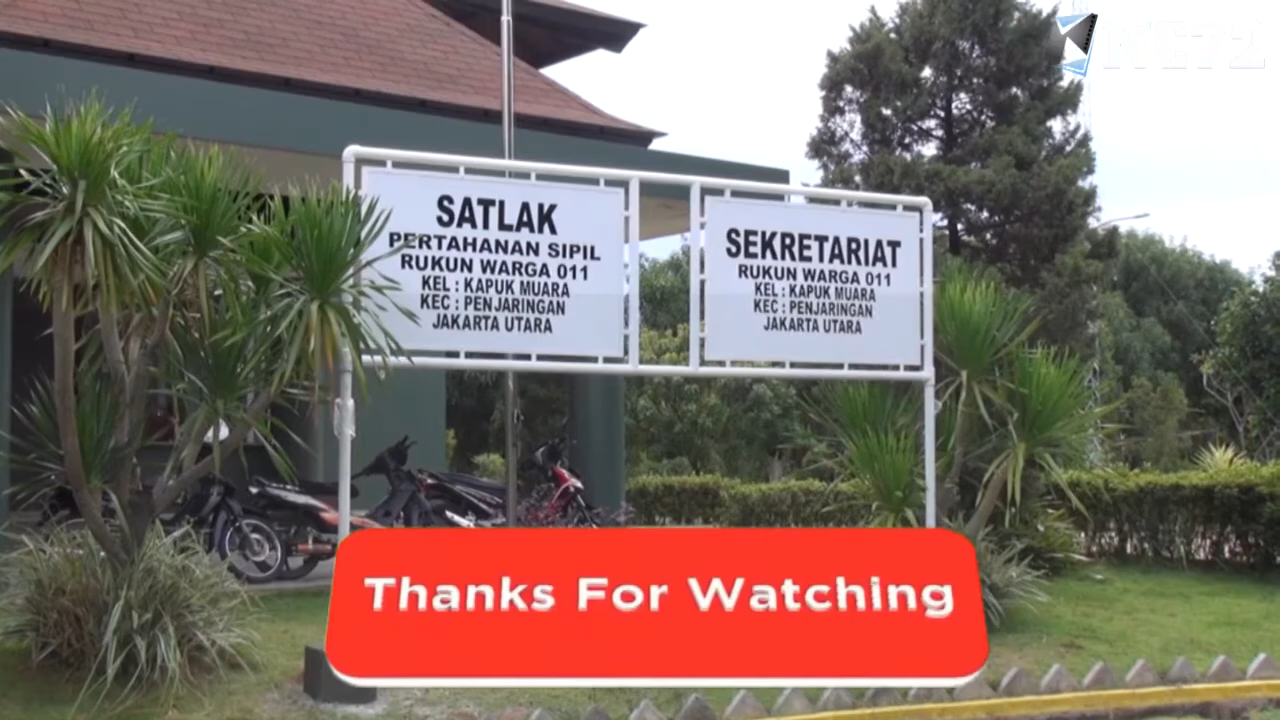 SATLAK
PERTAHANAN SIPIL
RUKUN WARGA 011
KEL : KAPUK MUARA
KEC : PENJARINGAN
JAKARTA UTARA
SEKRETARIAT
RUKUN WARGA 011
KEL : KAPUK MUARA
KEC : PENJARINGAN
JAKARTA UTARA
Thanks For Watching